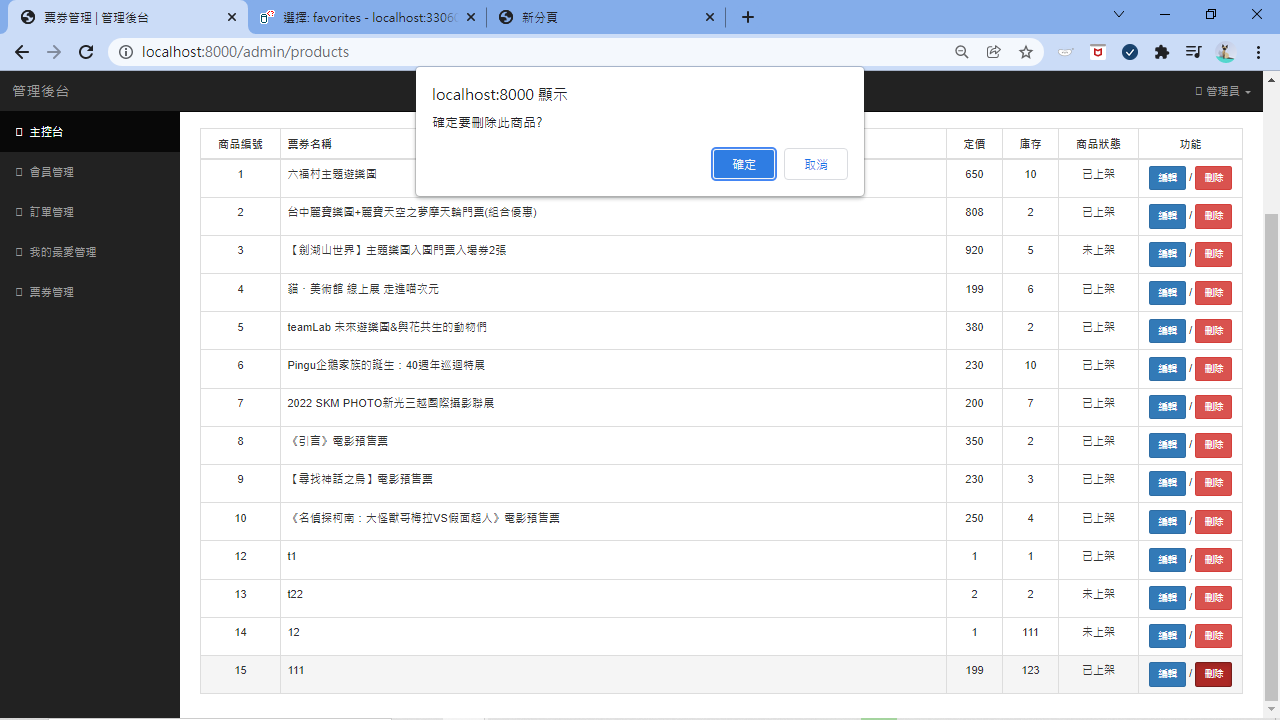 票券管理 | 管理後台
選擇: favorites - localhost:3306
新分頁
localhost:8000/admin/products
管理後台
管理員
localhost:8000 顯示
確定要刪除此商品?
確定 取消
主控台
會員管理
訂單管理
我的最愛管理
票券管理
商品編號 票券名稱 定價 庫存 商品狀態 功能
1 六福村主題遊樂園 650 10 已上架 編輯 / 刪除
2 台中麗寶樂園+麗寶天空之夢摩天輪門票(組合優惠) 808 2 已上架 編輯 / 刪除
3 【劍湖山世界】主題樂園入園門票入場券2張 920 5 未上架 編輯 / 刪除
4 貓・美術館 線上展 走進喵次元 199 6 已上架 編輯 / 刪除
5 teamLab 未來遊樂園&與花共生的動物們 380 2 已上架 編輯 / 刪除
6 Pingu企鵝家族的誕生：40週年巡迴特展 230 10 已上架 編輯 / 刪除
7 2022 SKM PHOTO新光三越國際攝影聯展 200 7 已上架 編輯 / 刪除
8 《引言》電影預售票 350 2 已上架 編輯 / 刪除
9 【尋找神話之鳥】電影預售票 230 3 已上架 編輯 / 刪除
10 《名偵探柯南：大怪獸哥梅拉VS假面超人》電影預售票 250 4 已上架 編輯 / 刪除
12 t1 1 1 已上架 編輯 / 刪除
13 t22 2 2 未上架 編輯 / 刪除
14 12 1 111 未上架 編輯 / 刪除
15 111 199 123 已上架 編輯 / 刪除